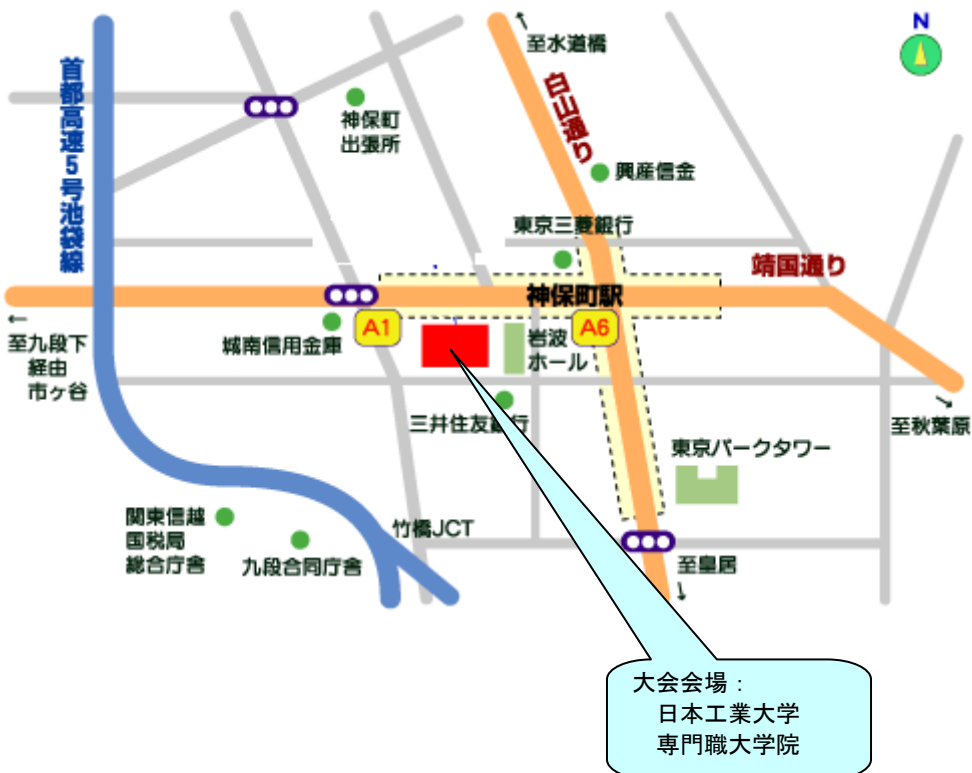 N
至水道橋
白山通り
首都高速5号池袋線
神保町
出張所
興産信金
東京三菱銀行
靖国通り
神保町駅
←
至九段下
経由
市ヶ谷
城南信用金庫
A1
A6
岩波
ホール
三井住友銀行
至秋葉原
東京パークタワー
関東信越
国税局
総合庁舎
九段合同庁舎
竹橋JCT
至皇居
大会会場：
日本工業大学
専門職大学院